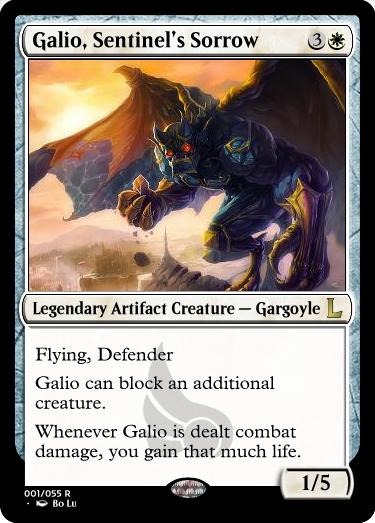 Galio, Sentinel's Sorrow 3
Legendary Artifact Creature — Gargoyle L
Flying, Defender
Galio can block an additional
creature.
Whenever Galio is dealt combat
damage, you gain that much life.
1/5
001/055 R
· Bo Lu